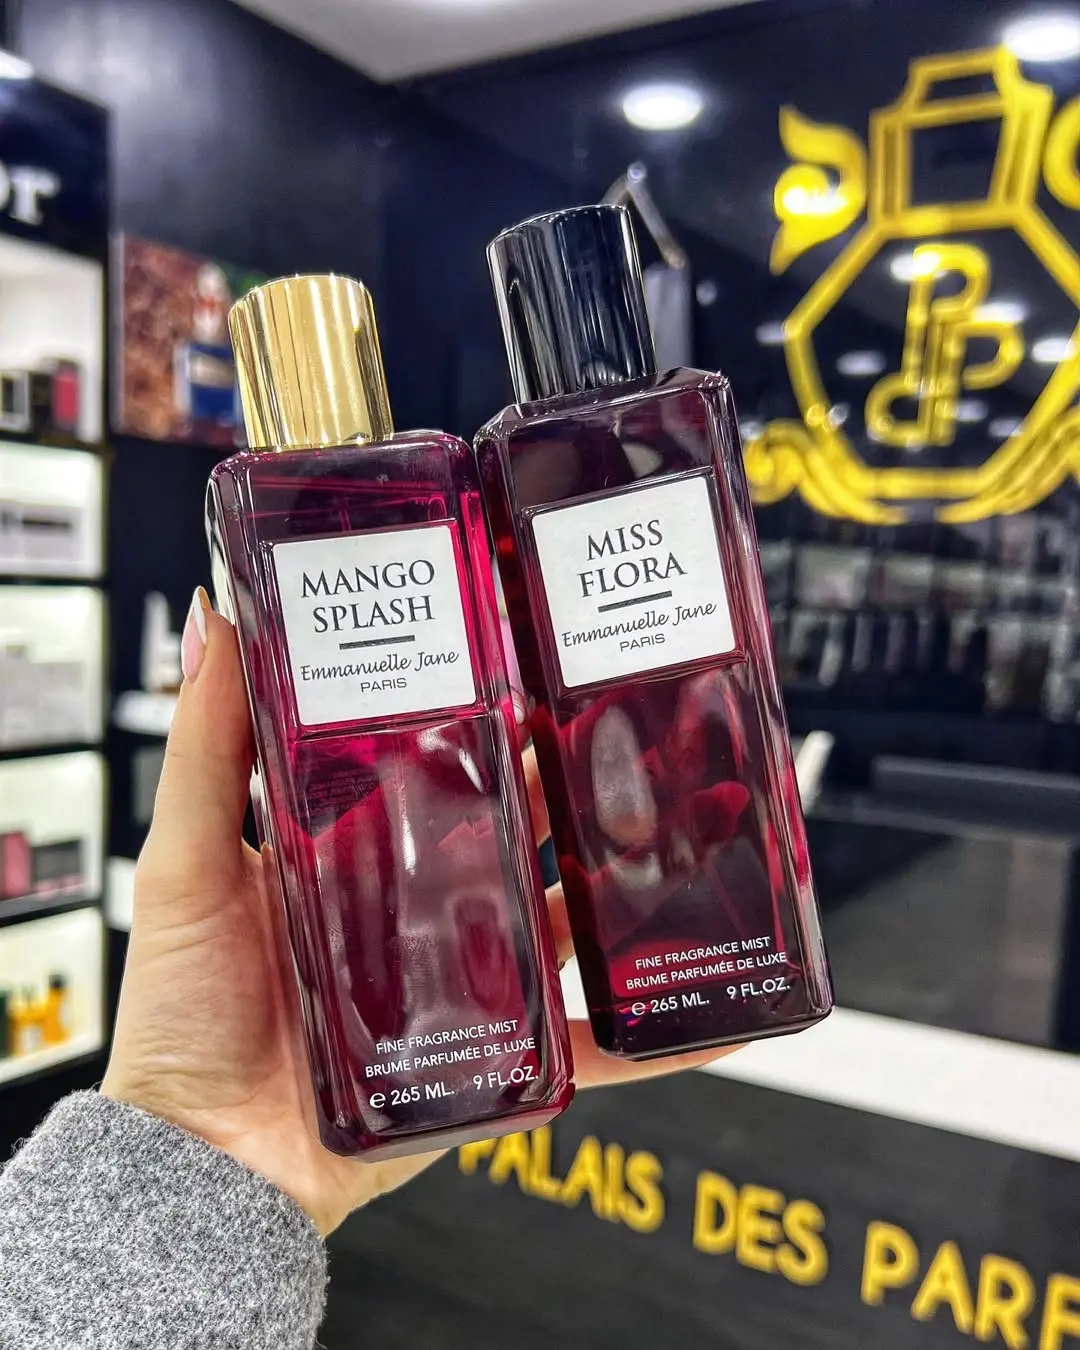 MANGO
SPLASH
Emmanuelle Jane
PARIS
FINE FRAGRANCE MIST
BRUME PARFUMÉE DE LUXE
e 265 ML. 9 FL.OZ.
MISS
FLORA
Emmanuelle Jane
PARIS
FINE FRAGRANCE MIST
BRUME PARFUMÉE DE LUXE
e 265 ML. 9 FL.OZ.
PALAIS DES PARF